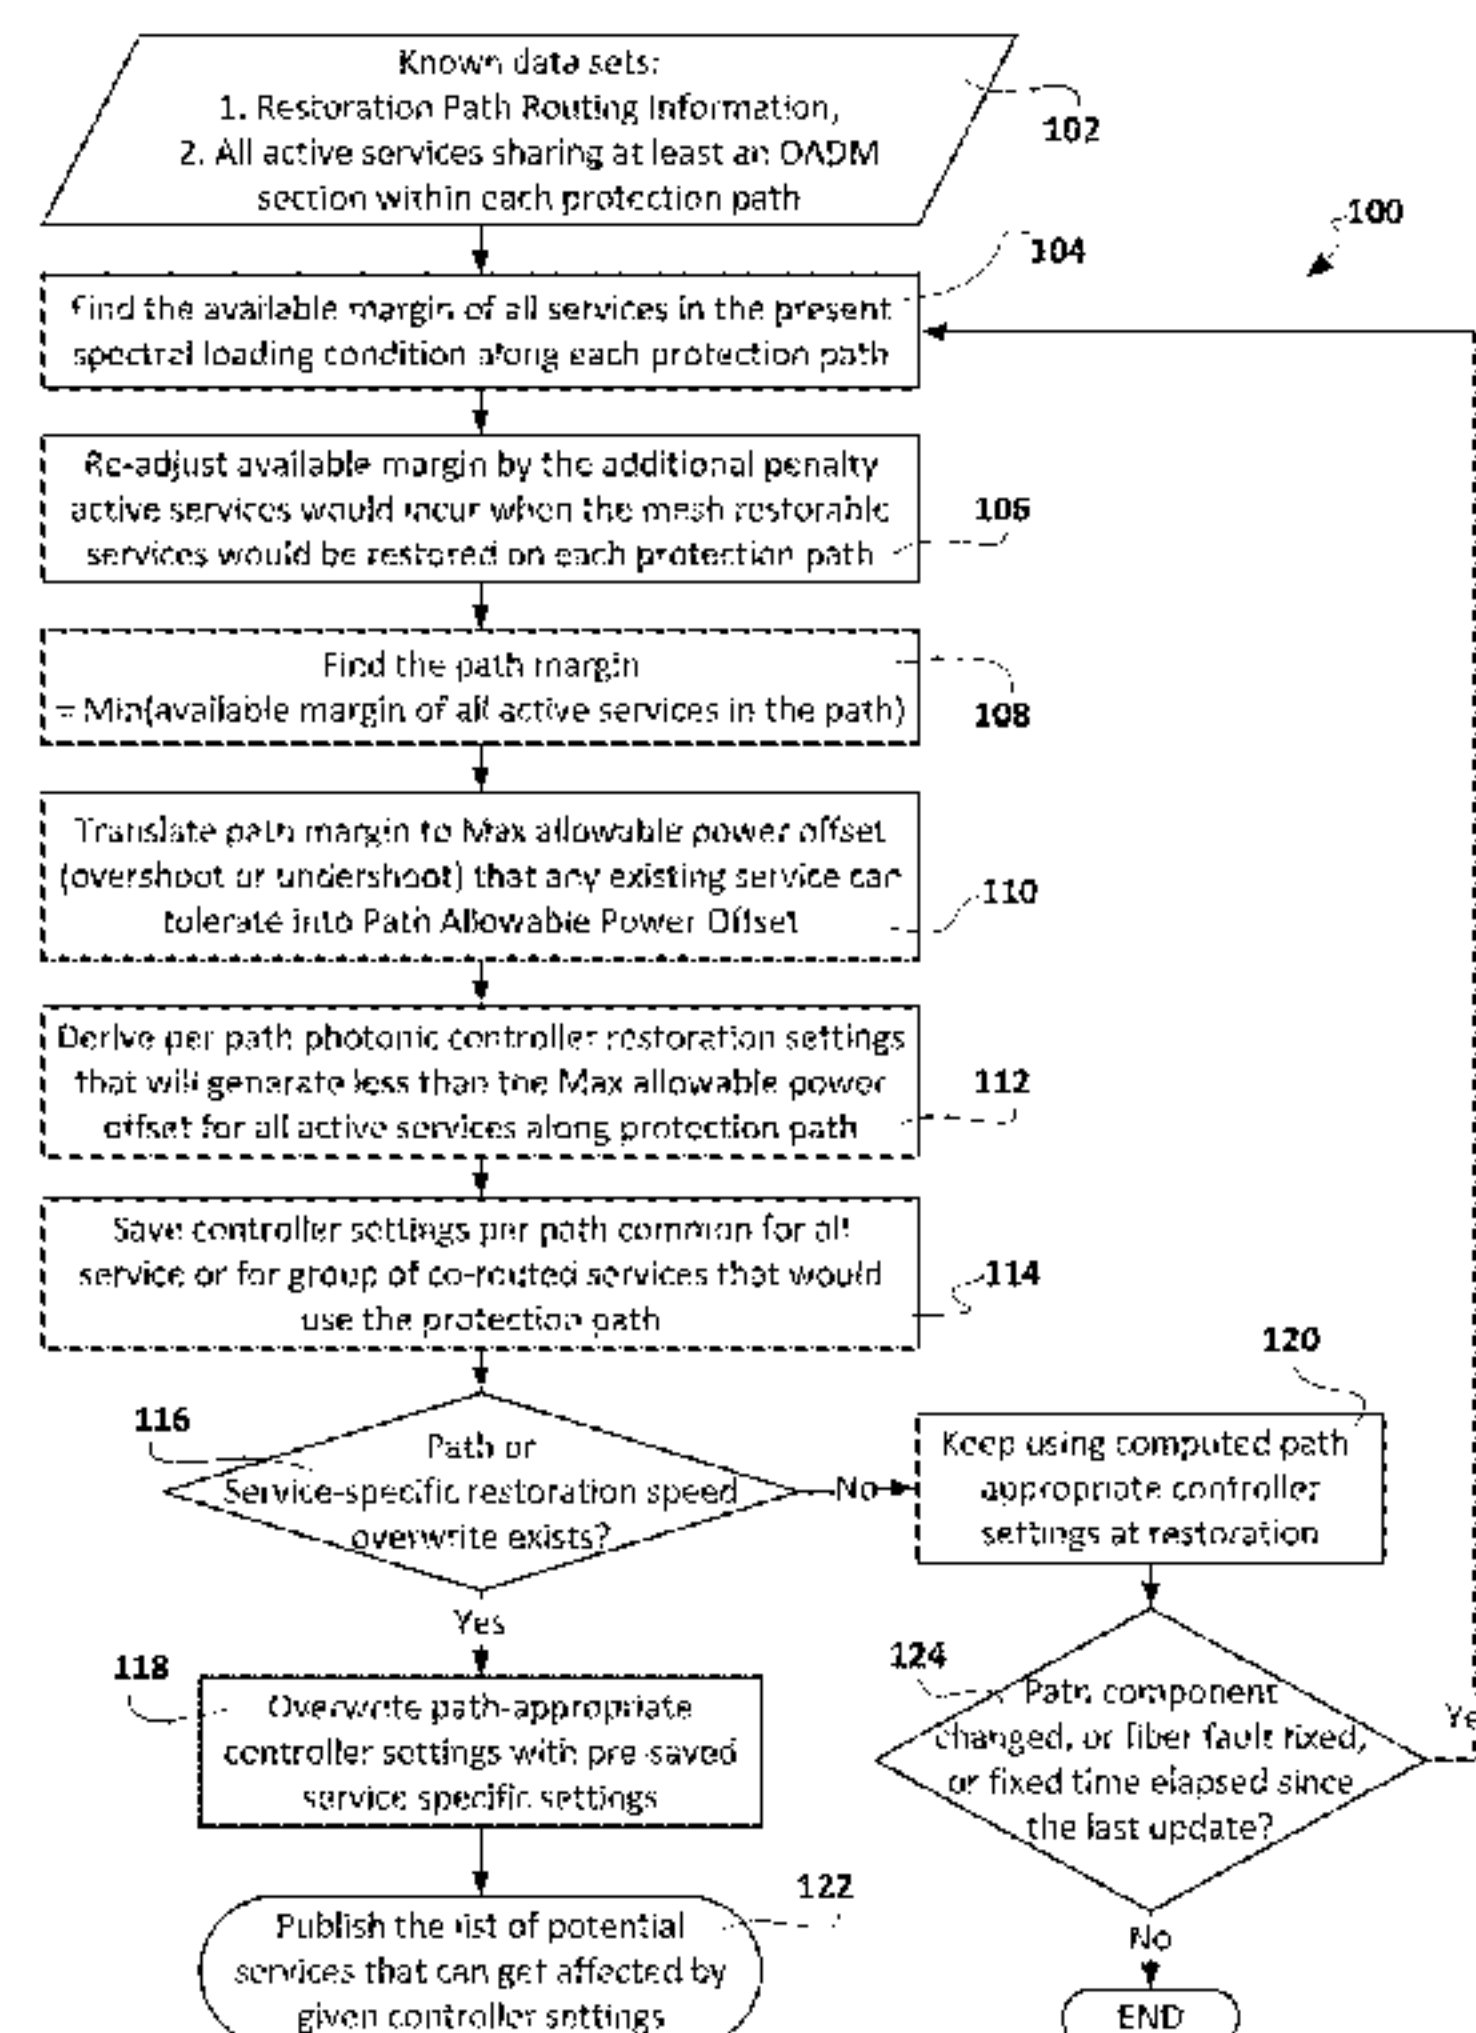 Known data sets:
1. Restoration Path Routing Information,
2. All active services sharing at least an OADM
section within each protection path
102
100
104
Find the available margin of all services in the present
spectral loading condition along each protection path
Re-adjust available margin by the additional penalty
active services would incur when the mesh restorable
services would be restored on each protection path
106
Find the path margin
= Min(available margin of all active services in the path)
108
Translate path margin to Max allowable power offset
(overshoot or undershoot) that any existing service can
tolerate into Path Allowable Power Offset
110
Derive per path photonic controller restoration settings
that will generate less than the Max allowable power
offset for all active services along protection path
112
Save controller settings per path common for all
service or for group of co-routed services that would
use the protection path
114
116
Path or
Service-specific restoration speed
overwrite exists?
No
Yes
120
Keep using computed path
appropriate controller
settings at restoration
118
Overwrite path-appropriate
controller settings with pre-saved
service specific settings
124
Path component
changed, or fiber fault fixed,
or fixed time elapsed since
the last update?
Ye
No
122
Publish the list of potential
services that can get affected by
given controller settings
END